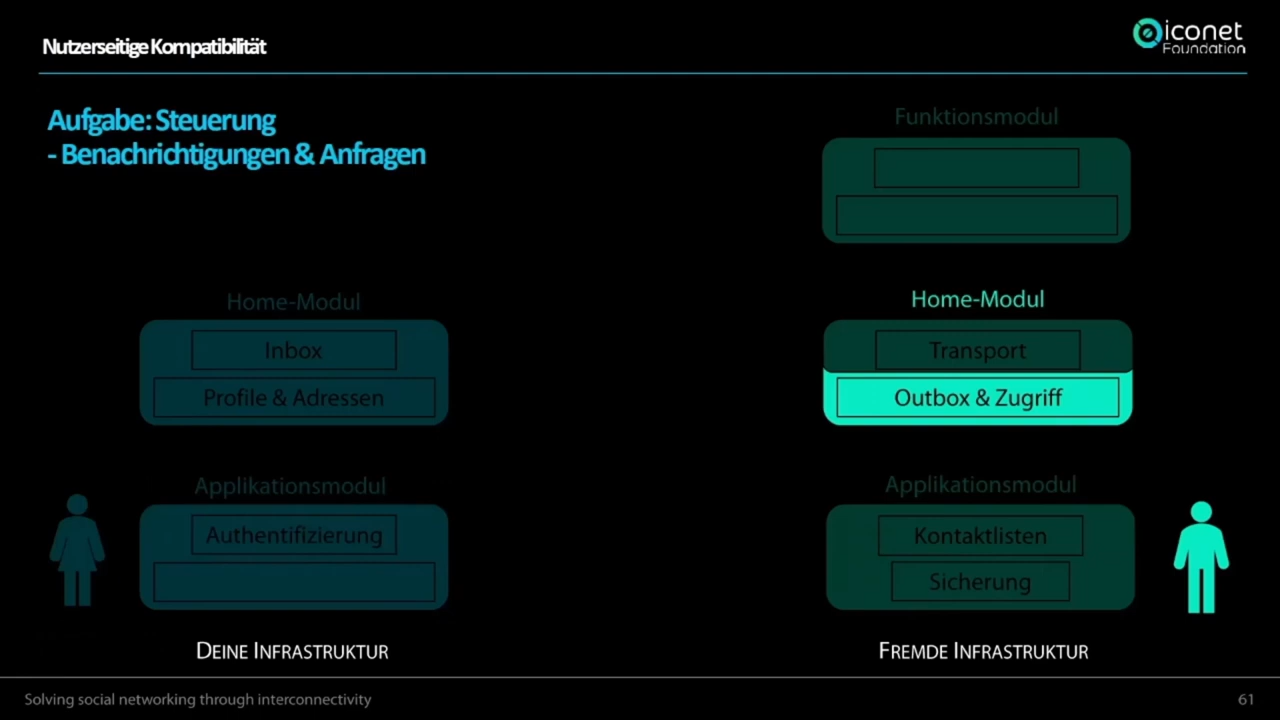 Nutzerseitige Kompatibilität
iconet
Foundation
Aufgabe: Steuerung
- Benachrichtigungen & Anfragen
Funktionsmodul
Home-Modul
Inbox
Profile & Adressen
Home-Modul
Transport
Outbox & Zugriff
Applikationsmodul
Authentifizierung
Applikationsmodul
Kontaktlisten
Sicherung
DEINE INFRASTRUKTUR
FREMDE INFRASTRUKTUR
Solving social networking through interconnectivity
61